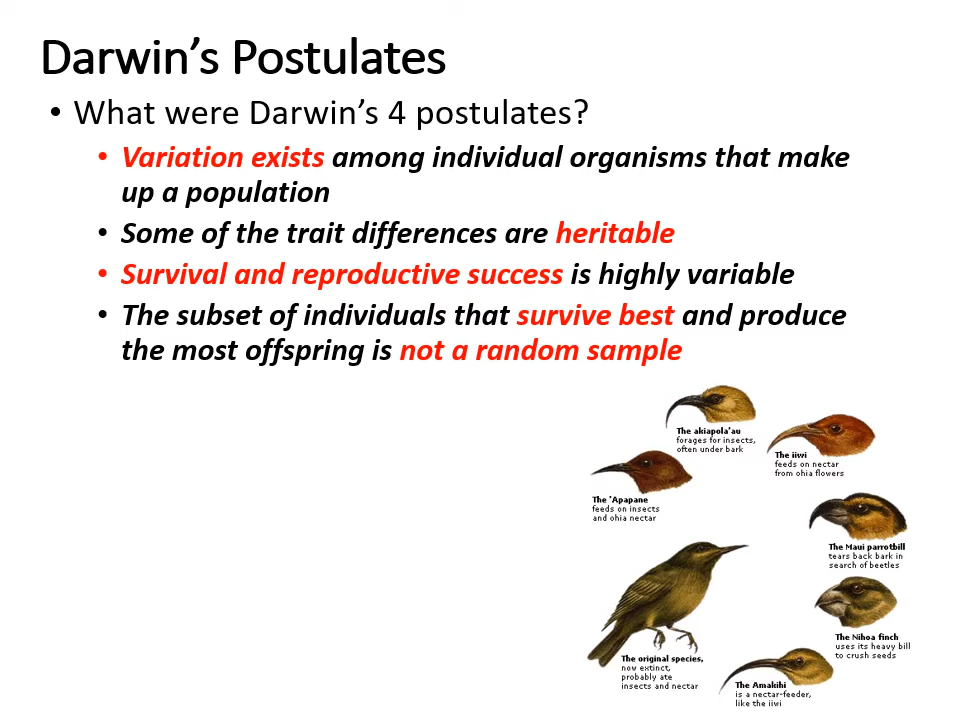 Darwin's Postulates
• What were Darwin's 4 postulates?
• Variation exists among individual organisms that make
up a population
• Some of the trait differences are heritable
• Survival and reproductive success is highly variable
• The subset of individuals that survive best and produce
the most offspring is not a random sample
The akiapola'au
forages for insects,
often under bark
The iiwi
feeds on nectar
from ohia flowers
The 'Apapane
feeds on insects
and ohia nectar
The Maui parrotbill
tears back bark in
search of beetles
The Nihoa finch
uses its heavy bill
to crush seeds
The original species,
now extinct,
probably ate
insects and nectar
The Amakihi
is a nectar-feeder,
like the iiwi